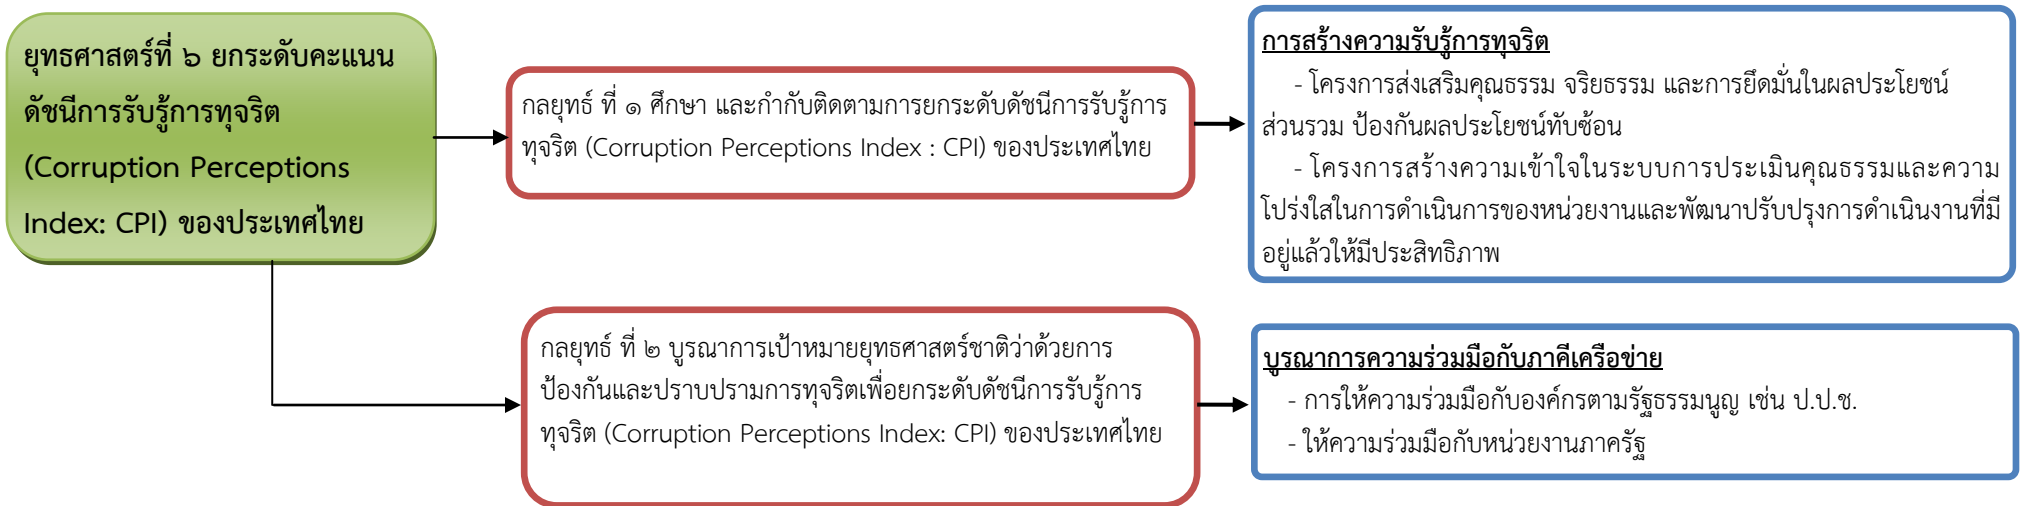 ยุทธศาสตร์ที่ ๖ ยกระดับคะแนน
ดัชนีการรับรู้การทุจริต
(Corruption Perceptions
Index: CPI) ของประเทศไทย
กลยุทธ์ ที่ ๑ ศึกษา และกำกับติดตามการยกระดับดัชนีการรับรู้การ
ทุจริต (Corruption Perceptions Index : CPI) ของประเทศไทย
การสร้างความรับรู้การทุจริต
- โครงการส่งเสริมคุณธรรม จริยธรรม และการยึดมั่นในผลประโยชน์
ส่วนรวม ป้องกันผลประโยชน์ทับซ้อน
- โครงการสร้างความเข้าใจในระบบการประเมินคุณธรรมและความ
โปร่งใสในการดำเนินการของหน่วยงานและพัฒนาปรับปรุงการดำเนินงานที่มี
อยู่แล้วให้มีประสิทธิภาพ
กลยุทธ์ ที่ ๒ บูรณาการเป้าหมายยุทธศาสตร์ชาติว่าด้วยการ
ป้องกันและปราบปรามการทุจริตเพื่อยกระดับดัชนีการรับรู้การ
ทุจริต (Corruption Perceptions Index: CPI) ของประเทศไทย
บูรณาการความร่วมมือกับภาคีเครือข่าย
- การให้ความร่วมมือกับองค์กรตามรัฐธรรมนูญ เช่น ป.ป.ช.
- ให้ความร่วมมือกับหน่วยงานภาครัฐ